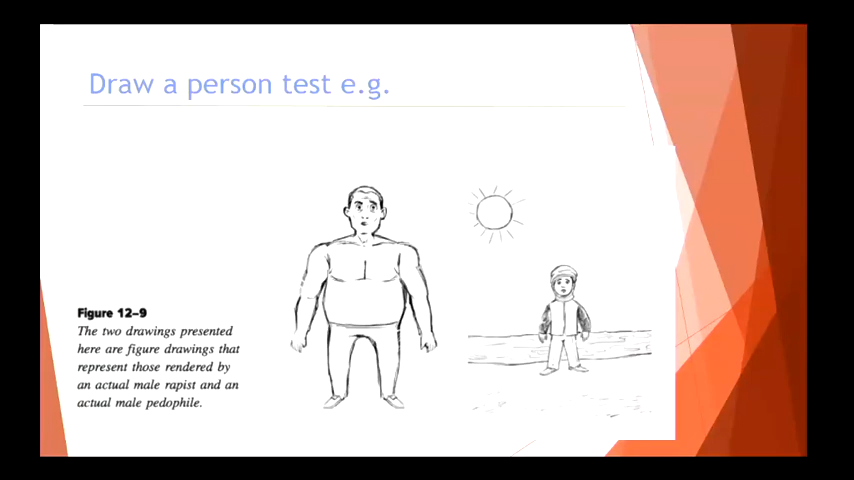 Draw a person test e.g.
Figure 12–9
The two drawings presented
here are figure drawings that
represent those rendered by
an actual male rapist and an
actual male pedophile.